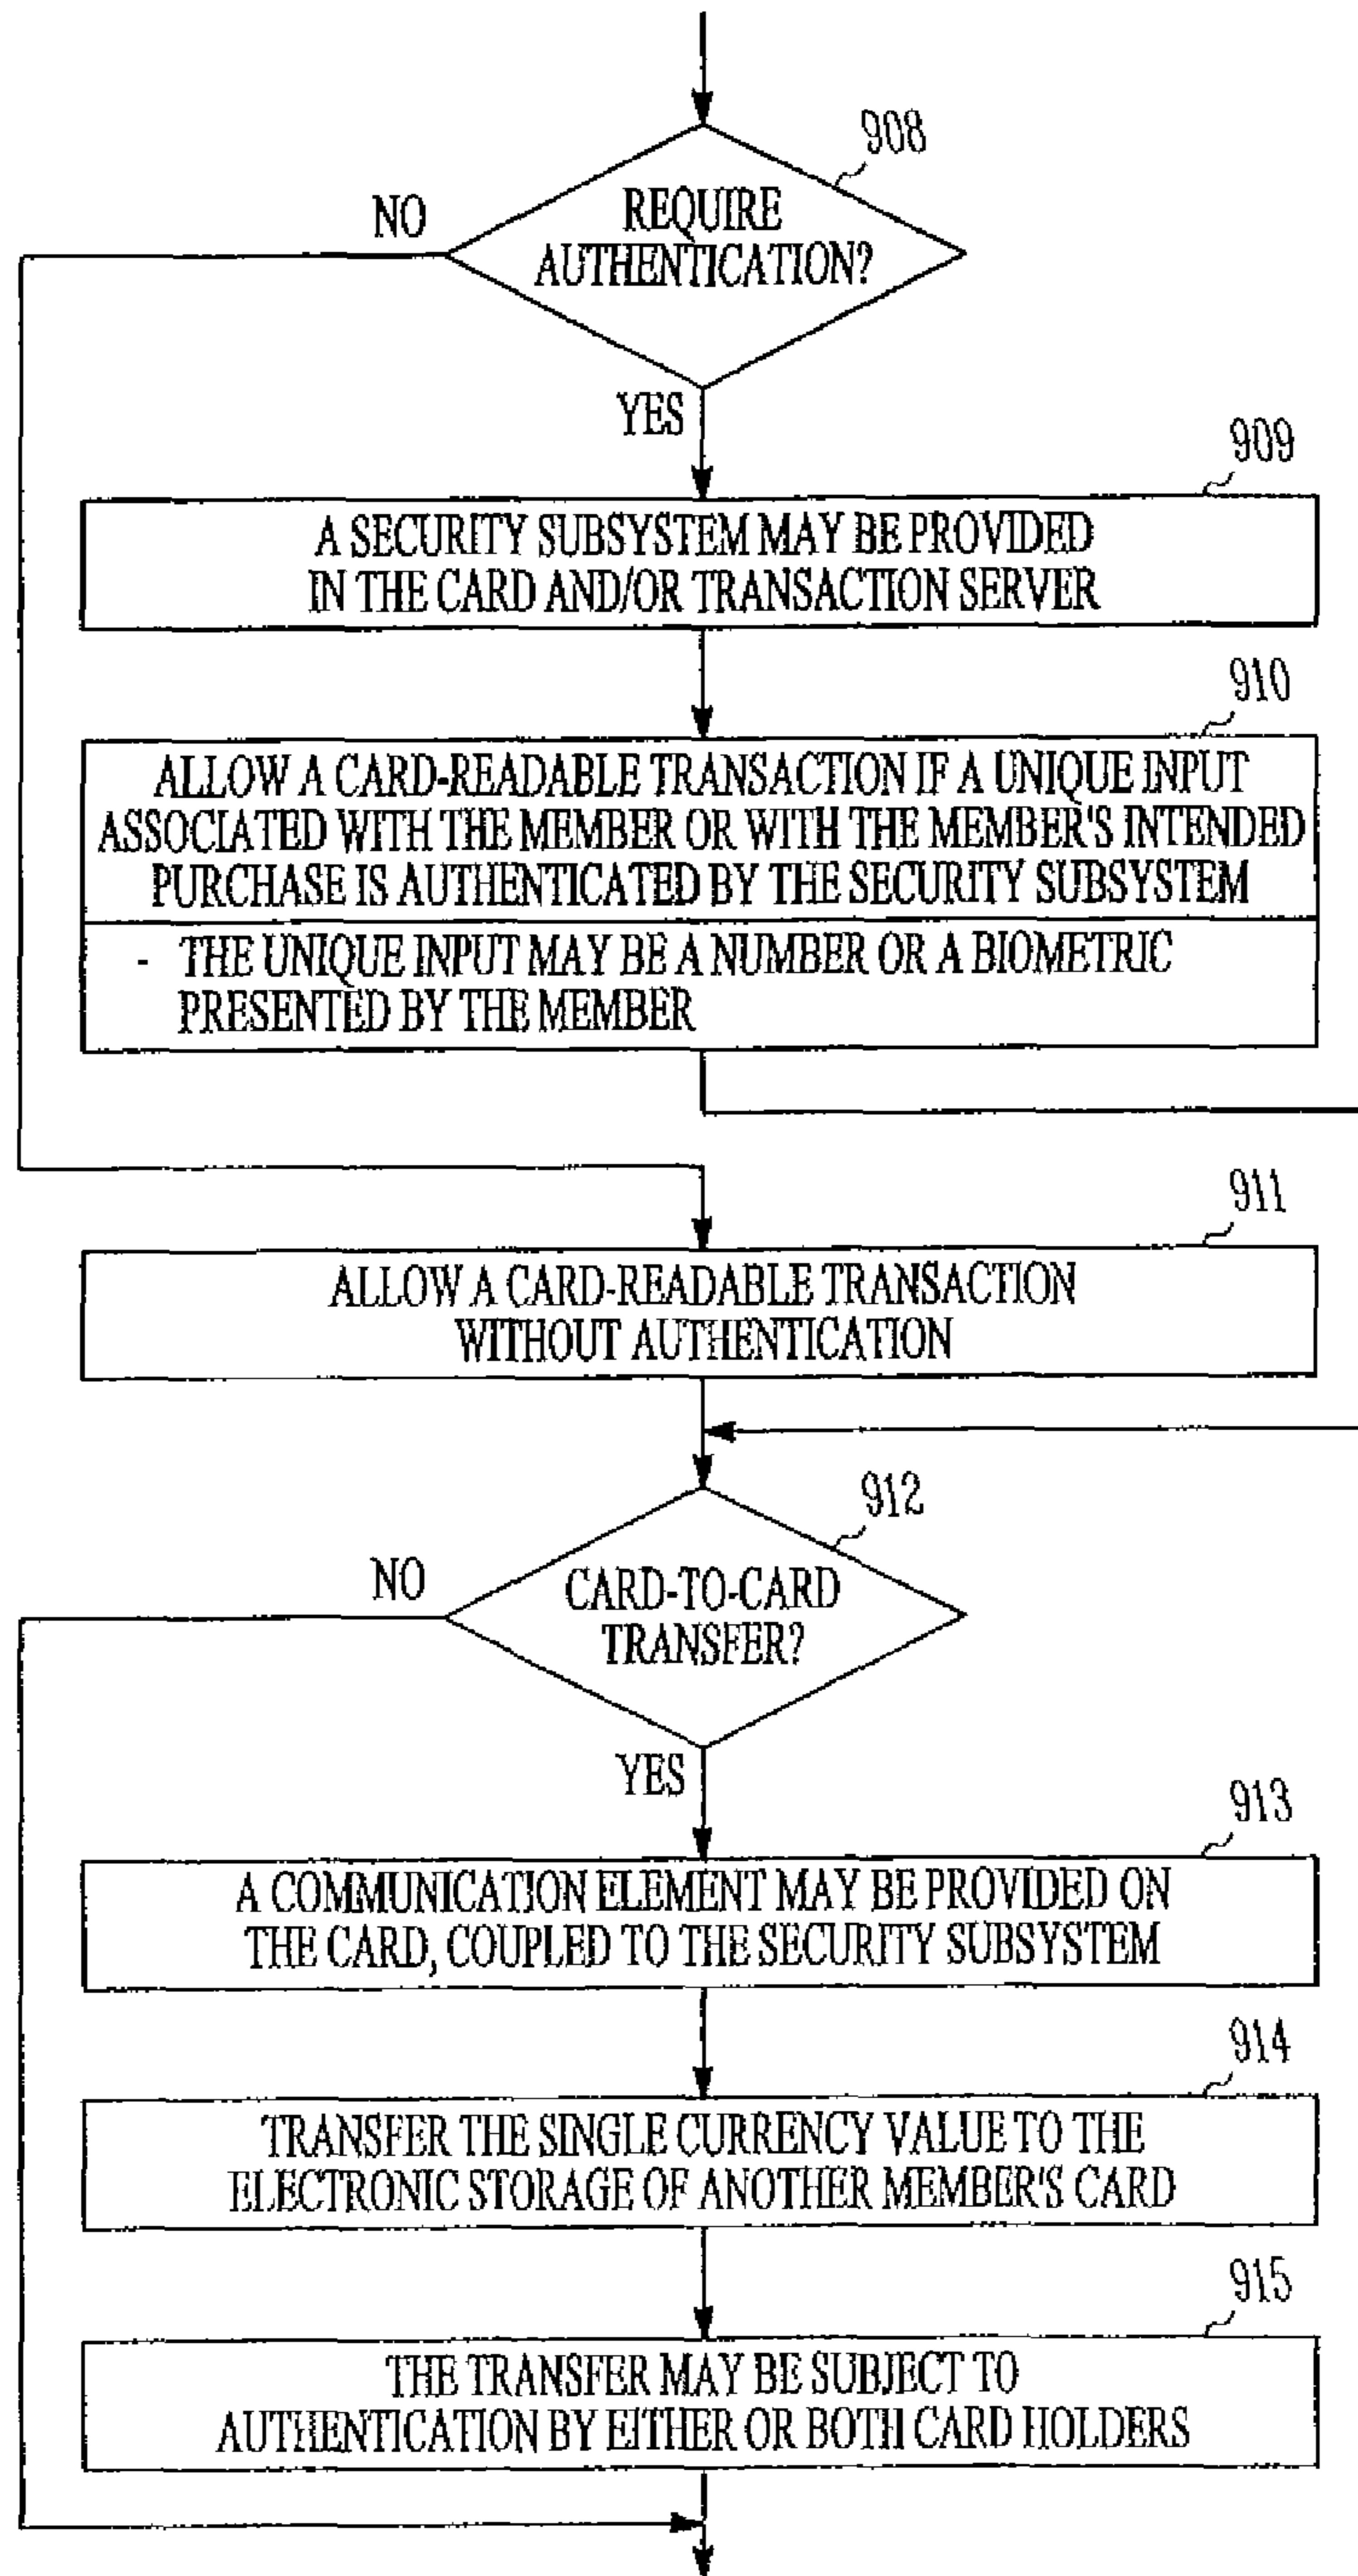 908
REQUIRE
AUTHENTICATION?
NO
YES
909
A SECURITY SUBSYSTEM MAY BE PROVIDED
IN THE CARD AND/OR TRANSACTION SERVER
910
ALLOW A CARD-READABLE TRANSACTION IF A UNIQUE INPUT
ASSOCIATED WITH THE MEMBER OR WITH THE MEMBER'S INTENDED
PURCHASE IS AUTHENTICATED BY THE SECURITY SUBSYSTEM
- THE UNIQUE INPUT MAY BE A NUMBER OR A BIOMETRIC
PRESENTED BY THE MEMBER
911
ALLOW A CARD-READABLE TRANSACTION
WITHOUT AUTHENTICATION
912
NO
CARD-TO-CARD
TRANSFER?
YES
913
A COMMUNICATION ELEMENT MAY BE PROVIDED ON
THE CARD, COUPLED TO THE SECURITY SUBSYSTEM
914
TRANSFER THE SINGLE CURRENCY VALUE TO THE
ELECTRONIC STORAGE OF ANOTHER MEMBER'S CARD
915
THE TRANSFER MAY BE SUBJECT TO
AUTHENTICATION BY EITHER OR BOTH CARD HOLDERS